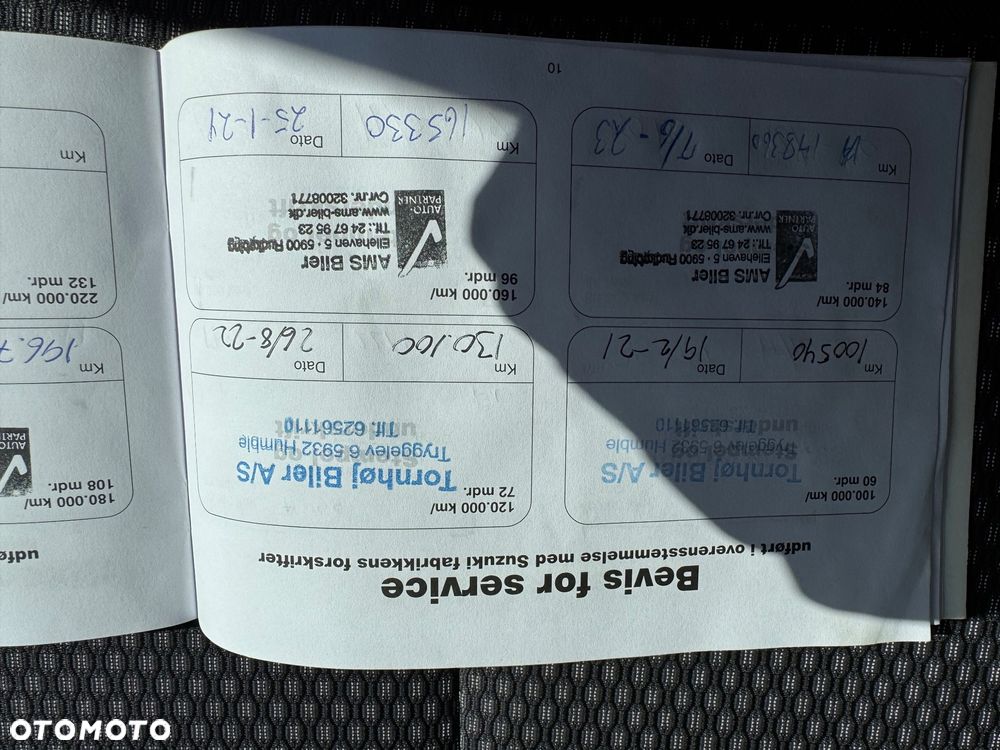 Bevis for service
udført i overensstemmelse med Suzuki fabrikkens forskrifter
100.000 km/
60 mdr.
Tornhøj Biler A/S
Tryggelev 6 5932 Humble
Tlf. 62561110
Km 100540
Dato 19/2-21
120.000 km/
72 mdr.
Tornhøj Biler A/S
Tryggelev 6 5932 Humble
Tlf. 62561110
Km 130.100
Dato 26/8-22
140.000 km/
84 mdr.
AUTO-
PARTNER
AMS Biler
Ellehaven 5 · 5900 Rudkøbing
Tlf.: 24 67 95 23
www.ams-biler.dk
Cvr.nr. 32008771
Km
Dato
160.000 km/
96 mdr.
AUTO-
PARTNER
AMS Biler
Ellehaven 5 · 5900 Rudkøbing
Tlf.: 24 67 95 23
www.ams-biler.dk
Cvr.nr. 32008771
Km 165330
Dato 25-1-24
10
udfø
180.000 km/
108 mdr.
Km 196.7
220.000 km/
132 mdr.
Km
OTOMOTO